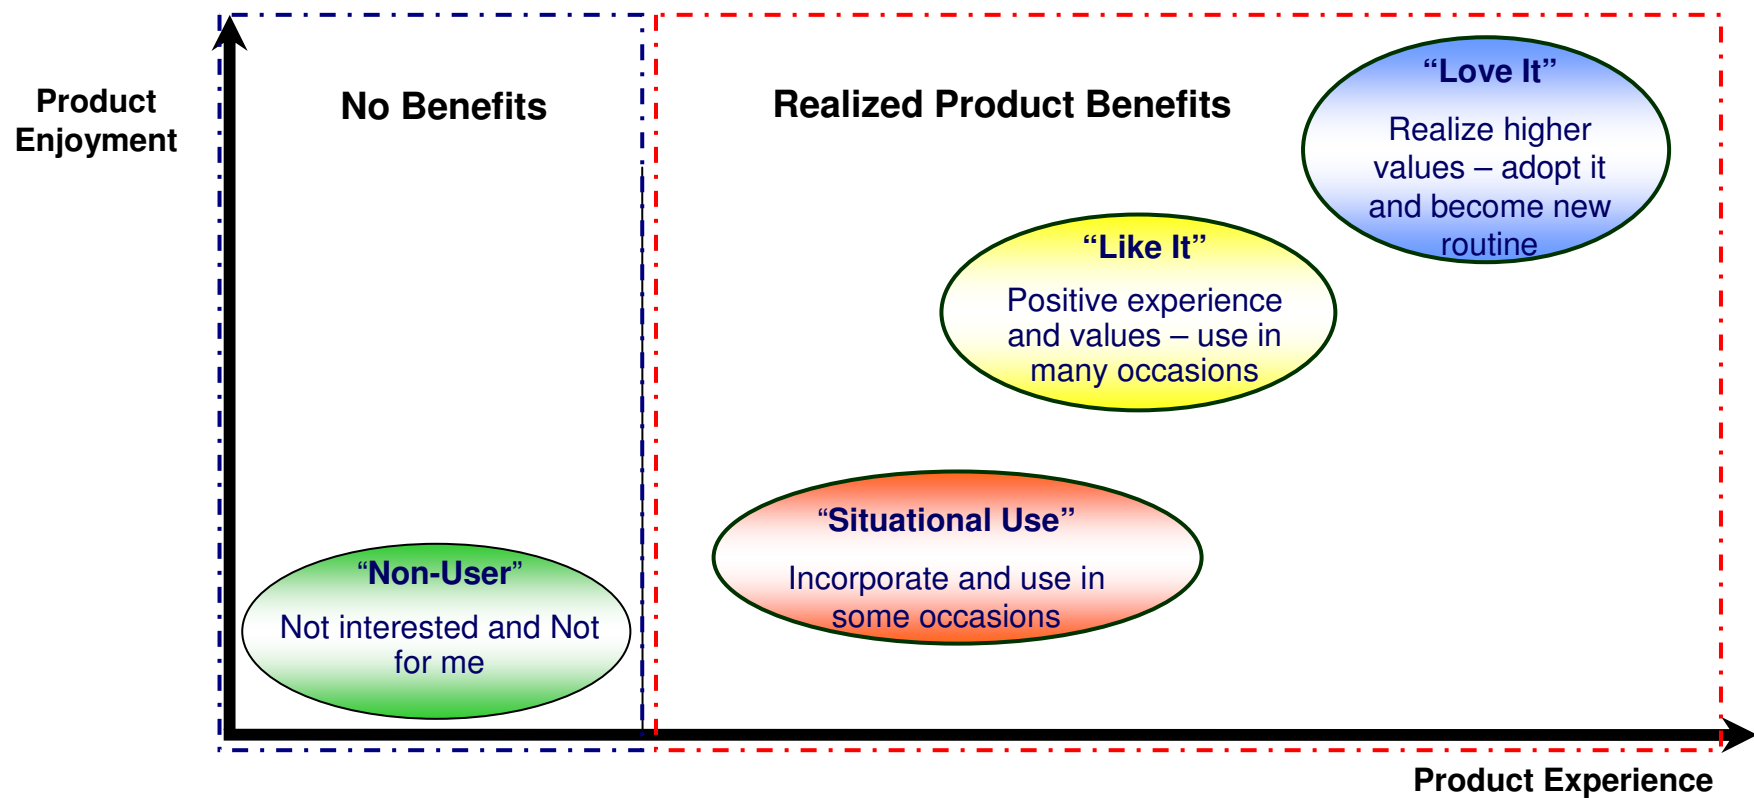 Product
Enjoyment
No Benefits
Realized Product Benefits
“Love It”
Realize higher
values – adopt it
and become new
routine
“Like It”
Positive experience
and values – use in
many occasions
“Situational Use”
Incorporate and use in
some occasions
“Non-User”
Not interested and Not
for me
Product Experience